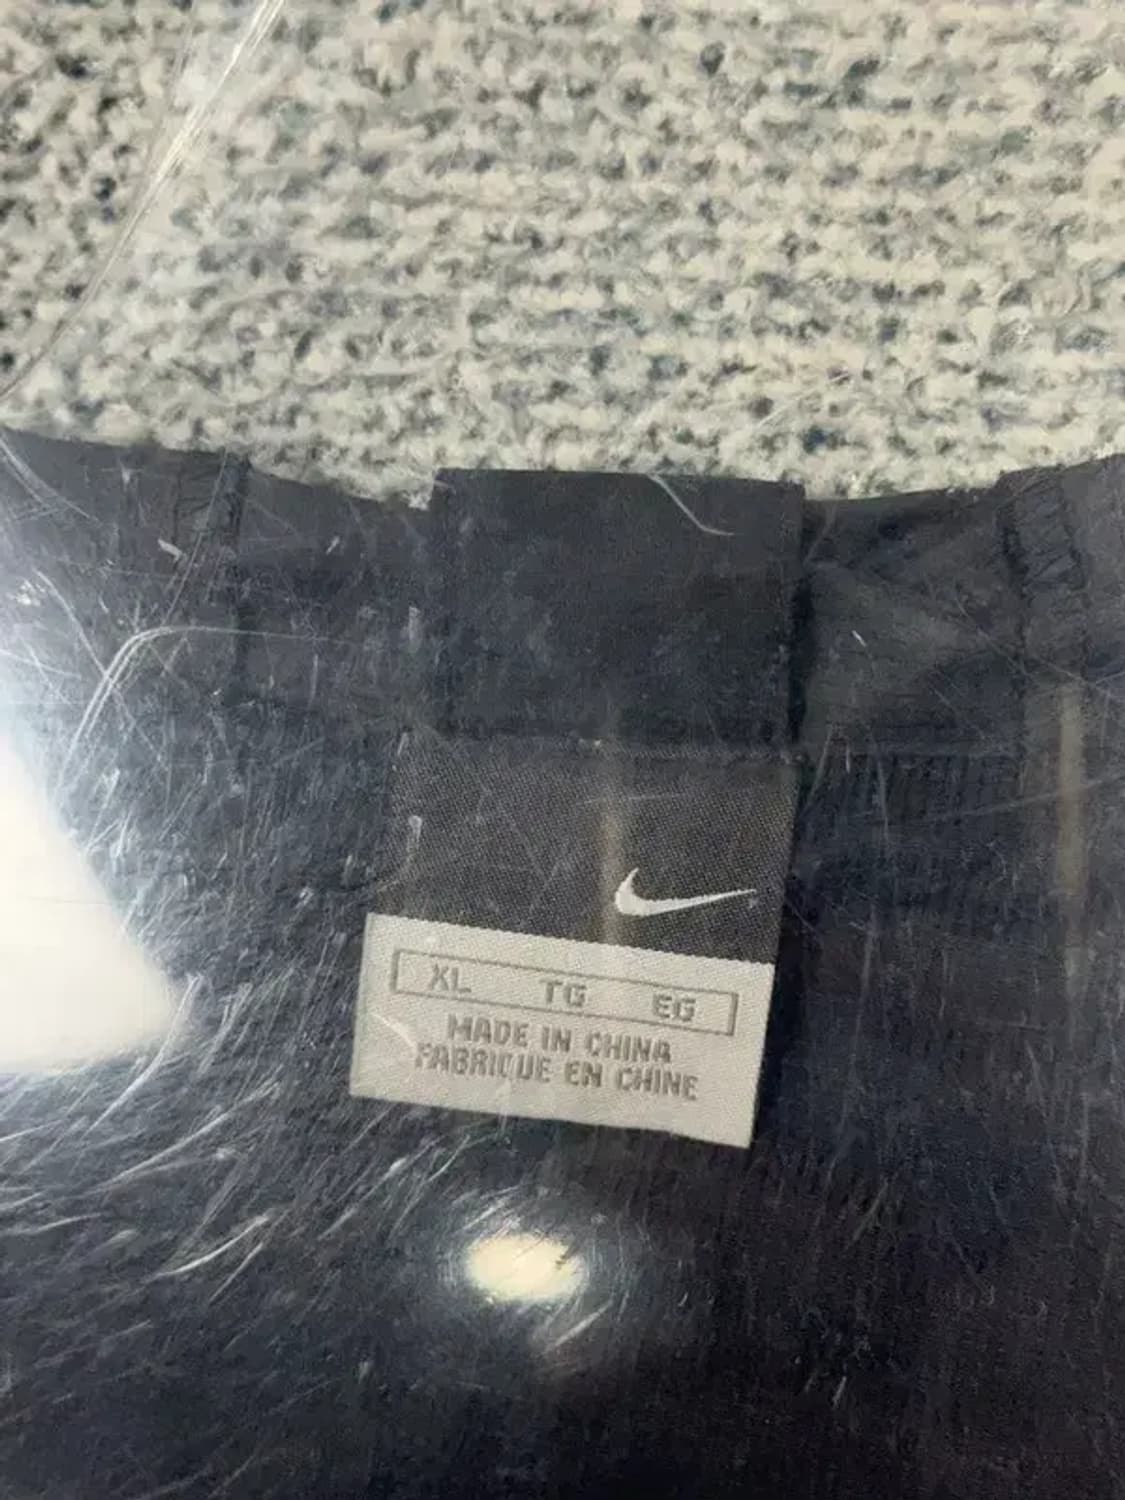 XL TG EG
MADE IN CHINA
FABRIQUE EN CHINE